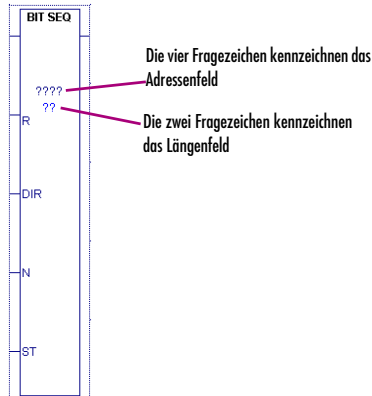 BIT SEQ
Die vier Fragezeichen kennzeichnen das
Adressenfeld
????
??
Die zwei Fragezeichen kennzeichnen
das Längenfeld
R
DIR
N
ST